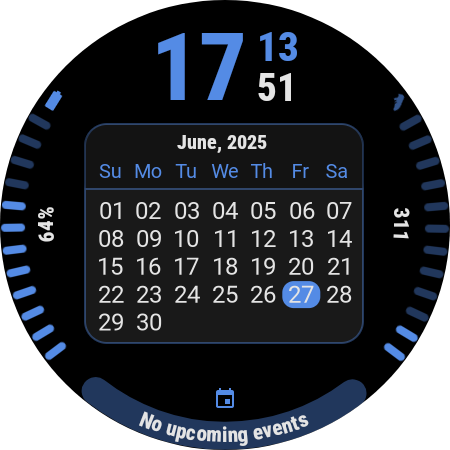 17 13
51
June, 2025
Su Mo Tu We Th Fr Sa
01 02 03 04 05 06 07
08 09 10 11 12 13 14
15 16 17 18 19 20 21
22 23 24 25 26 27 28
29 30
64%
311
No upcoming events